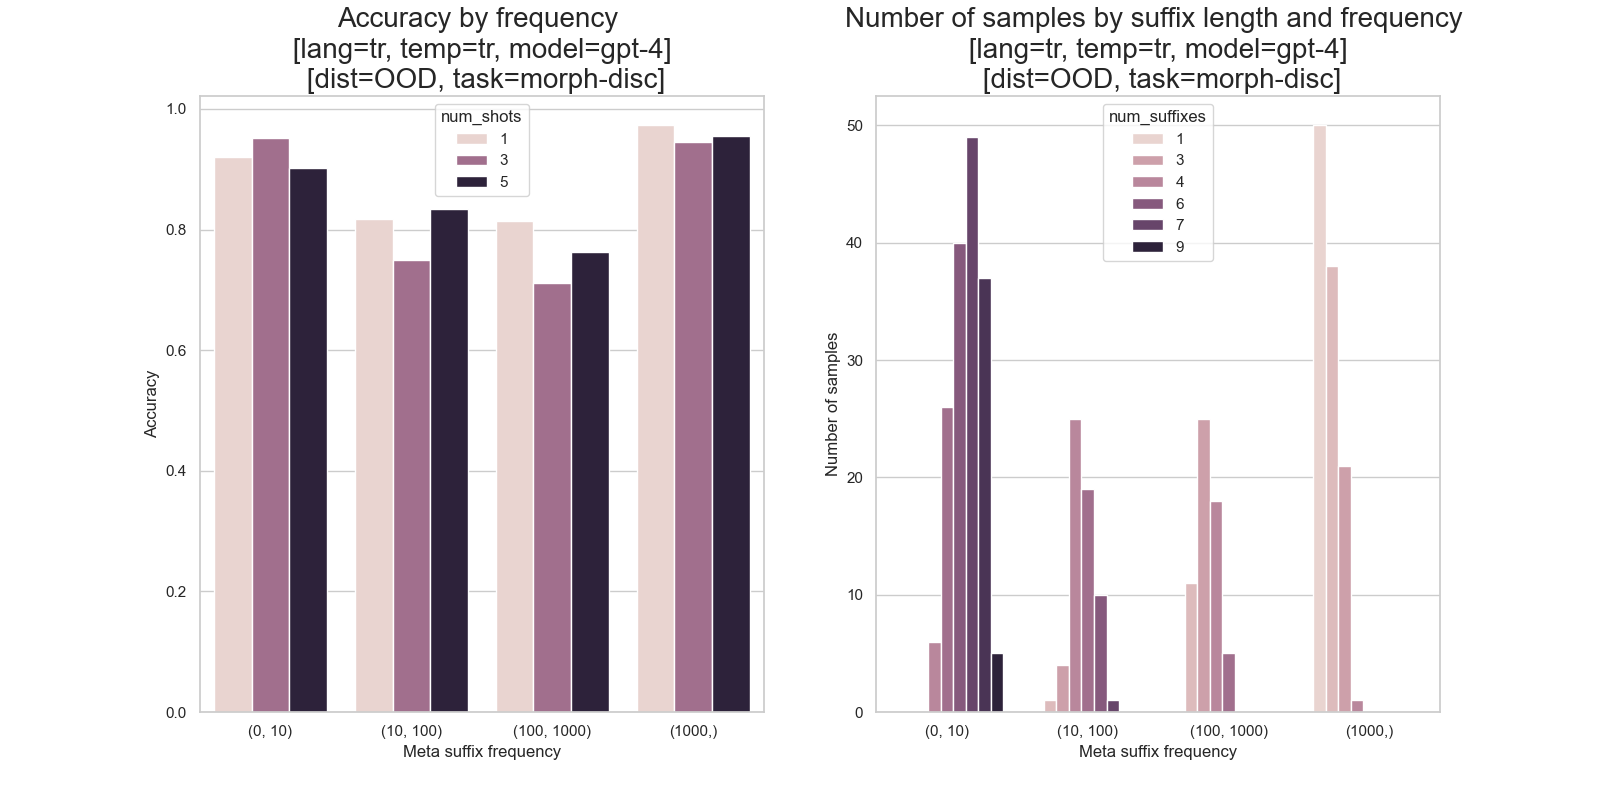 Accuracy by frequency
[lang=tr, temp=tr, model=gpt-4]
[dist=OOD, task=morph-disc]
num_shots
1
3
5
1.0
0.8
0.6
0.4
0.2
0.0
Accuracy
(0, 10)
(10, 100)
(100, 1000)
(1000,)
Meta suffix frequency
Number of samples by suffix length and frequency
[lang=tr, temp=tr, model=gpt-4]
[dist=OOD, task=morph-disc]
num_suffixes
1
3
4
6
7
9
50
40
30
20
10
0
Number of samples
(0, 10)
(10, 100)
(100, 1000)
(1000,)
Meta suffix frequency